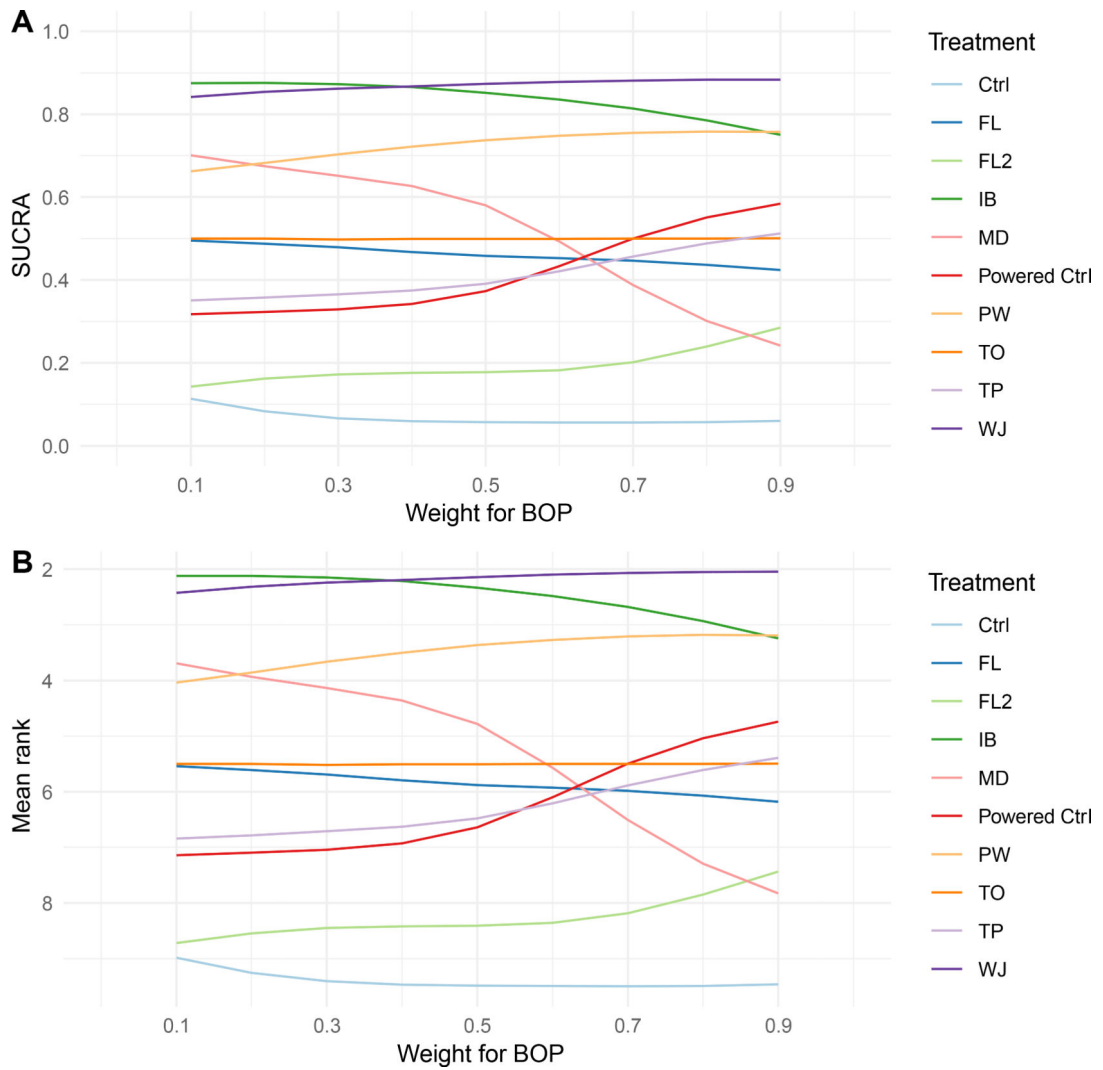 A
1.0
0.8
0.6
0.4
0.2
0.0
SUCRA
0.1 0.3 0.5 0.7 0.9
Weight for BOP
Treatment
Ctrl
FL
FL2
IB
MD
Powered Ctrl
PW
TO
TP
WJ
B
2
4
6
8
Mean rank
0.1 0.3 0.5 0.7 0.9
Weight for BOP
Treatment
Ctrl
FL
FL2
IB
MD
Powered Ctrl
PW
TO
TP
WJ